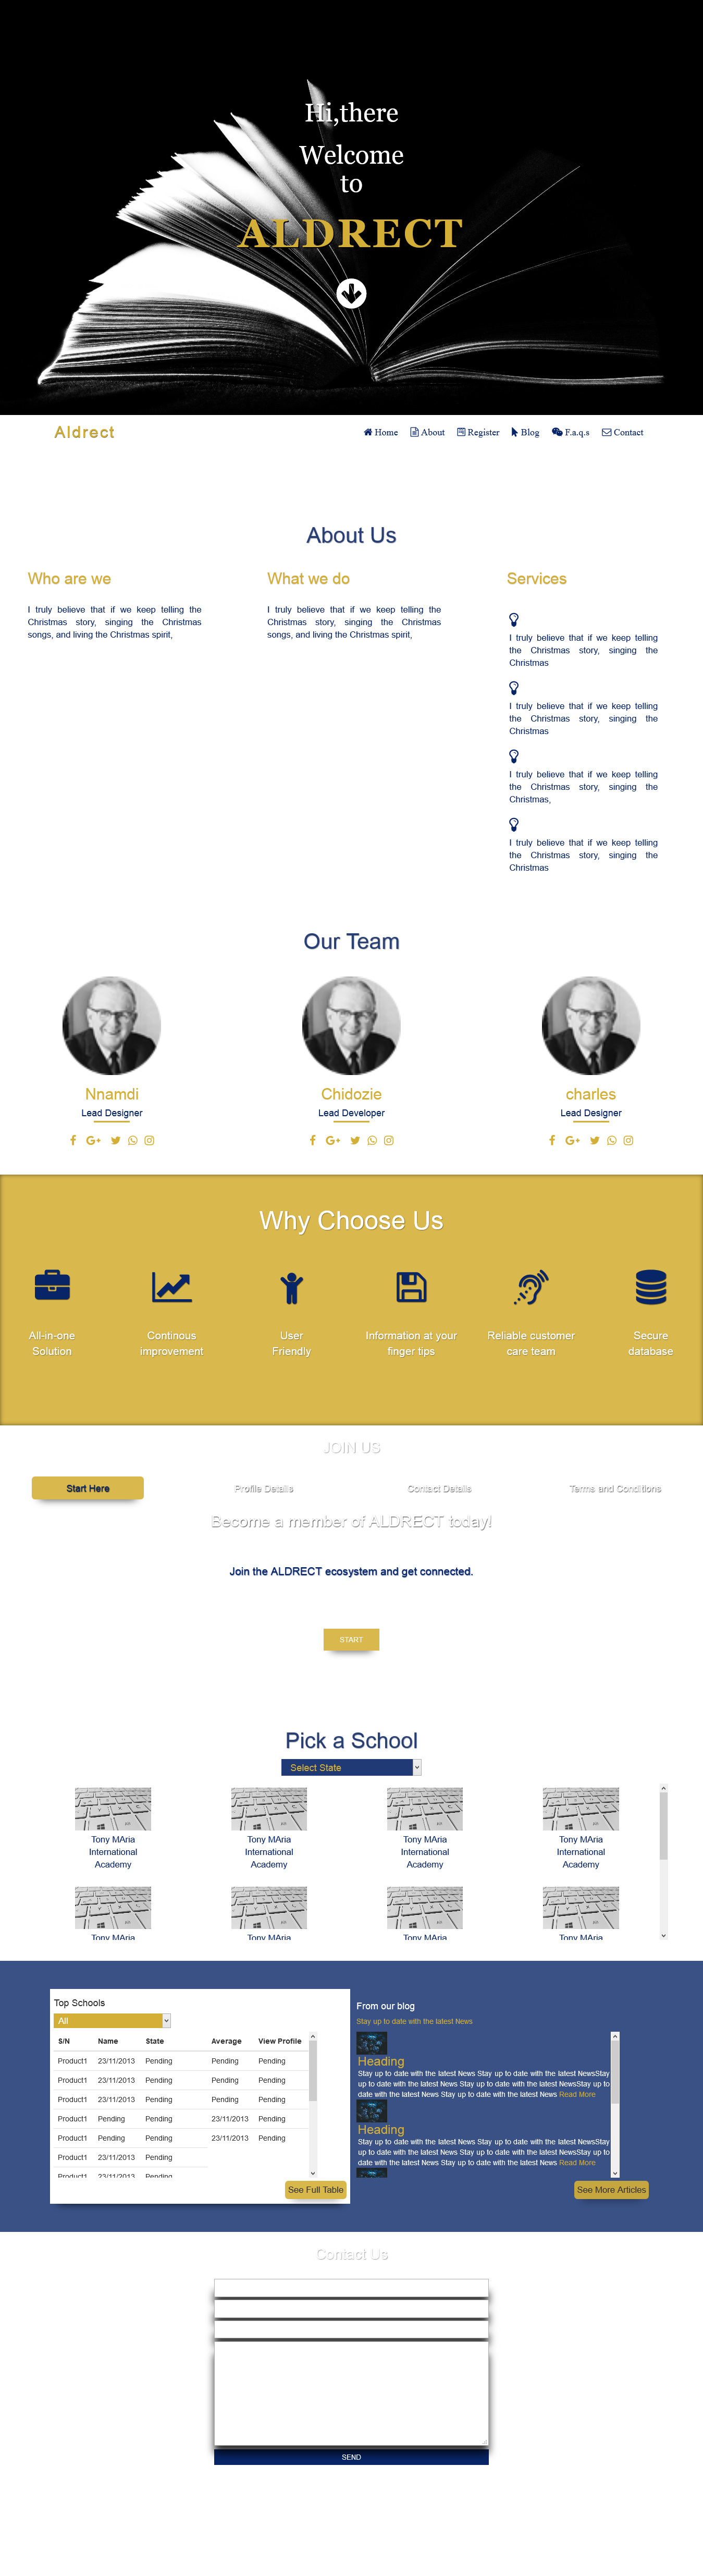 Hi,there
Welcome
to
ALDRECT
Aldrect
Home About Register Blog F.a.q.s Contact
About Us
Who are we
I truly believe that if we keep telling the
Christmas story, singing the Christmas
songs, and living the Christmas spirit,
What we do
I truly believe that if we keep telling the
Christmas story, singing the Christmas
songs, and living the Christmas spirit,
Services
I truly believe that if we keep telling
the Christmas story, singing the
Christmas
I truly believe that if we keep telling
the Christmas story, singing the
Christmas
I truly believe that if we keep telling
the Christmas story, singing the
Christmas,
I truly believe that if we keep telling
the Christmas story, singing the
Christmas
Our Team
Nnamdi
Lead Designer
Chidozie
Lead Developer
charles
Lead Designer
Why Choose Us
All-in-one
Solution
Continous
improvement
User
Friendly
Information at your
finger tips
Reliable customer
care team
Secure
database
JOIN US
Start Here Profile Details Contact Details Terms and Conditions
Become a member of ALDRECT today!
Join the ALDRECT ecosystem and get connected.
START
Pick a School
Select State
Tony MAria
International
Academy
Tony MAria
International
Academy
Tony MAria
International
Academy
Tony MAria
International
Academy
Tony MAria
Tony MAria
Tony MAria
Tony MAria
Top Schools
All
S/N Name State Average View Profile
Product1 23/11/2013 Pending Pending Pending
Product1 23/11/2013 Pending Pending Pending
Product1 23/11/2013 Pending Pending Pending
Product1 Pending Pending 23/11/2013 Pending
Product1 Pending Pending 23/11/2013 Pending
Product1 23/11/2013 Pending
Product1 23/11/2013 Pending
See Full Table
From our blog
Stay up to date with the latest News
Heading
Stay up to date with the latest News Stay up to date with the latest NewsStay
up to date with the latest News Stay up to date with the latest NewsStay up to
date with the latest News Stay up to date with the latest News Read More
Heading
Stay up to date with the latest News Stay up to date with the latest NewsStay
up to date with the latest News Stay up to date with the latest NewsStay up to
date with the latest News Stay up to date with the latest News Read More
See More Articles
Contact Us
SEND